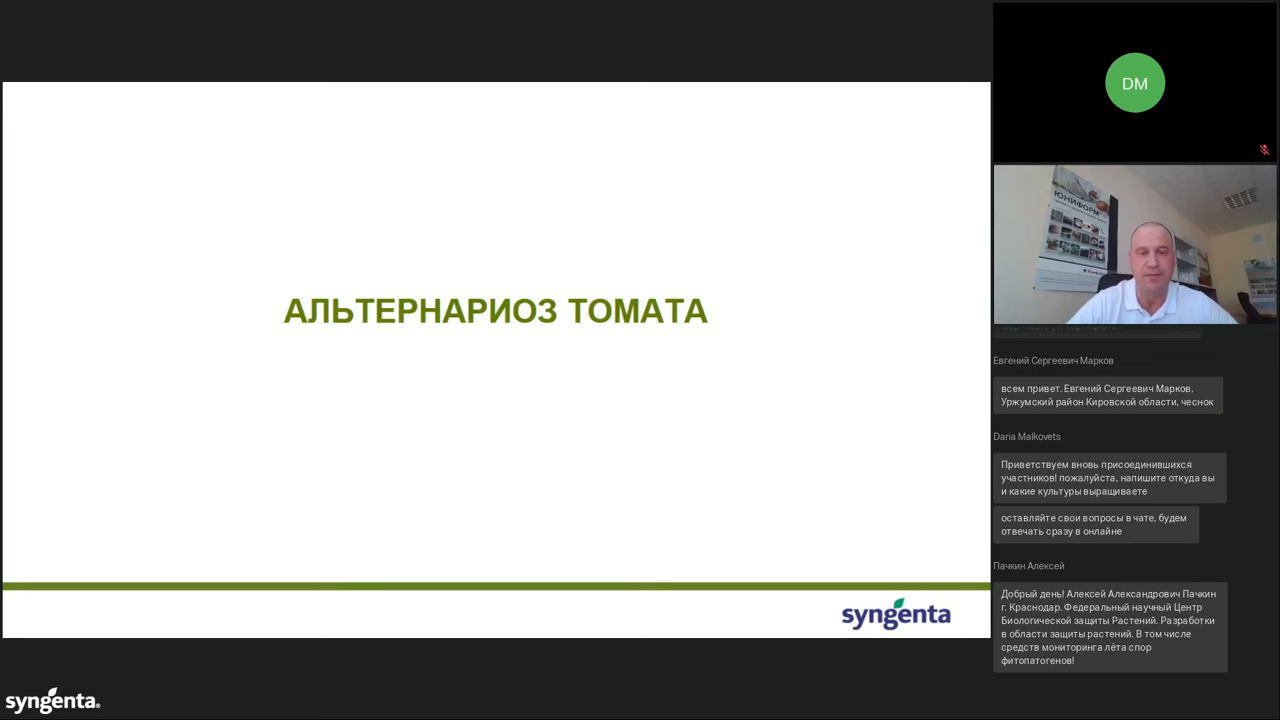 АЛЬТЕРНАРИОЗ ТОМАТА
syngenta
syngenta®
DM
ЮНИФОРМ
Евгений Сергеевич Марков
всем привет. Евгений Сергеевич Марков.
Уржумский район Кировской области, чеснок
Daria Malkovets
Приветствуем вновь присоединившихся
участников! пожалуйста, напишите откуда вы
и какие культуры выращиваете
оставляйте свои вопросы в чате, будем
отвечать сразу в онлайне
Пачкин Алексей
Добрый день! Алексей Александрович Пачкин
г. Краснодар. Федеральный научный Центр
Биологической защиты Растений. Разработки
в области защиты растений. В том числе
средств мониторинга лёта спор
фитопатогенов!